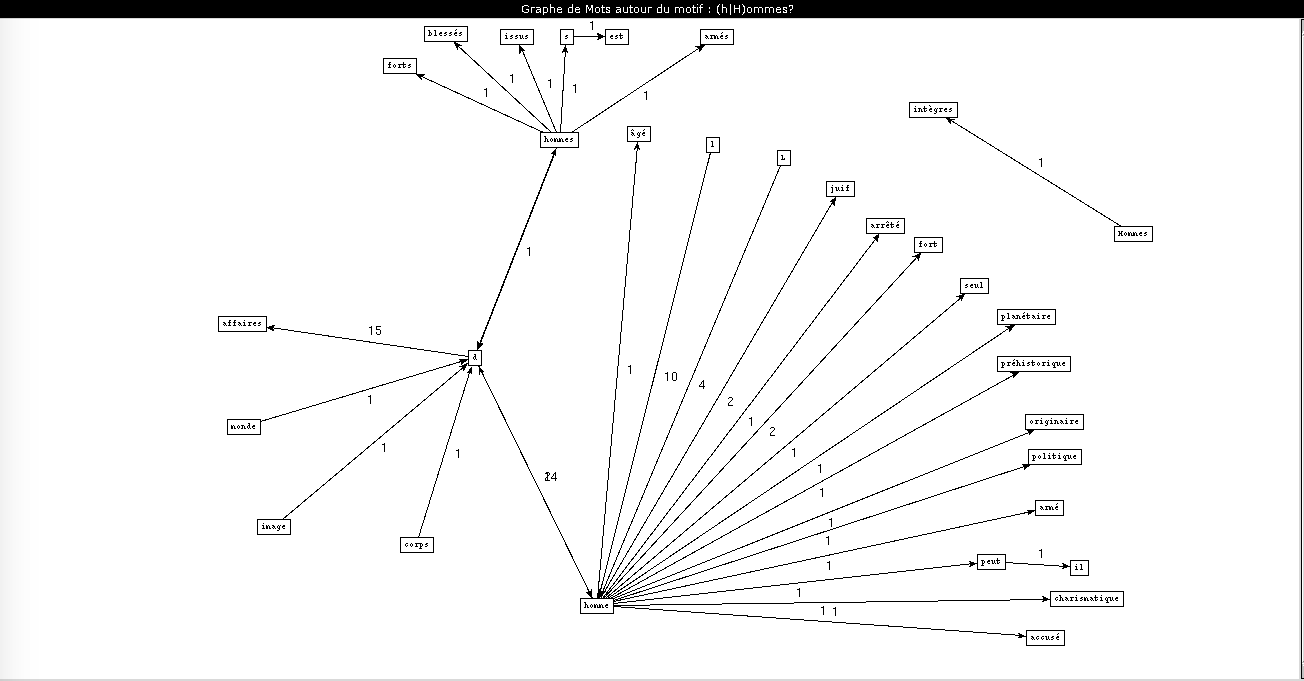 Graphe de Mots autour du motif : (h|H)ommes?
blessés
issus
s
1
est
armés
forts
1
1
1
1
1
hommes
âgé
l
L
intègres
1
juif
arrêté
Hommes
fort
1
seul
affaires
15
planétaire
d
préhistorique
1
10
4
1
2
monde
1
2
originaire
1
1
1
politique
1
1
image
armé
1
corps
1
peut
1
il
1
1
homme
charismatique
1
1
accusé